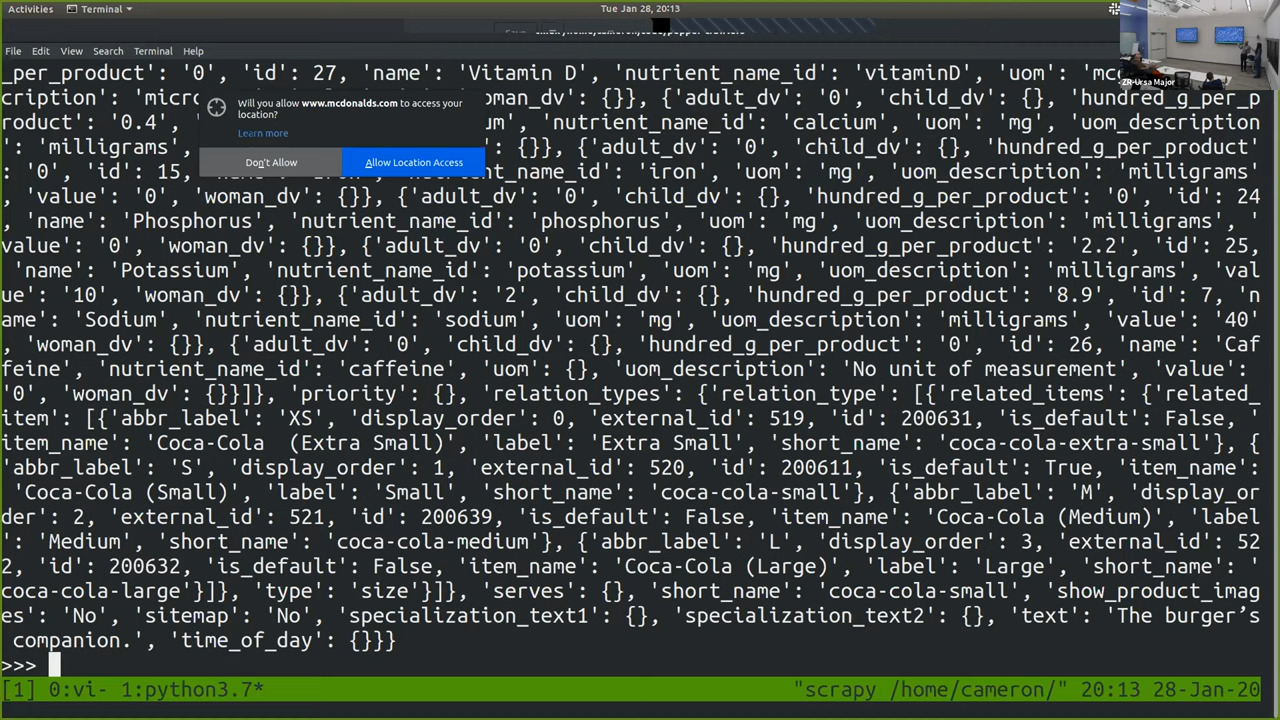 Activities Terminal Tue Jan 28, 20:13
File Edit View Search Terminal Help
_per_product': '0', 'id': 27, 'name': 'Vitamin D', 'nutrient_name_id': 'vitaminD', 'uom': 'mc
cription': 'micro {}}, {'adult_dv': '0', 'child_dv': {}, 'hundred_g_per_p
roduct': '0.4', um', 'nutrient_name_id': 'calcium', 'uom': 'mg', 'uom_description':
'milligrams', {}}, {'adult_dv': '0', 'child_dv': {}, 'hundred_g_per_product':
'0', 'id': 15, 'nutrient_name_id': 'iron', 'uom': 'mg', 'uom_description': 'milligrams'
, 'value': '0', 'woman_dv': {}}, {'adult_dv': '0', 'child_dv': {}, 'hundred_g_per_product': '0', 'id': 24
, 'name': 'Phosphorus', 'nutrient_name_id': 'phosphorus', 'uom': 'mg', 'uom_description': 'milligrams', '
value': '0', 'woman_dv': {}}, {'adult_dv': '0', 'child_dv': {}, 'hundred_g_per_product': '2.2', 'id': 25,
'name': 'Potassium', 'nutrient_name_id': 'potassium', 'uom': 'mg', 'uom_description': 'milligrams', 'val
ue': '10', 'woman_dv': {}}, {'adult_dv': '2', 'child_dv': {}, 'hundred_g_per_product': '8.9', 'id': 7, 'n
ame': 'Sodium', 'nutrient_name_id': 'sodium', 'uom': 'mg', 'uom_description': 'milligrams', 'value': '40'
, 'woman_dv': {}}, {'adult_dv': '0', 'child_dv': {}, 'hundred_g_per_product': '0', 'id': 26, 'name': 'Caf
feine', 'nutrient_name_id': 'caffeine', 'uom': {}, 'uom_description': 'No unit of measurement', 'value':
'0', 'woman_dv': {}}]}, 'priority': {}, 'relation_types': {'relation_type': [{'related_items': {'related_
item': [{'abbr_label': 'XS', 'display_order': 0, 'external_id': 519, 'id': 200631, 'is_default': False, '
item_name': 'Coca-Cola  (Extra Small)', 'label': 'Extra Small', 'short_name': 'coca-cola-extra-small'}, {
'abbr_label': 'S', 'display_order': 1, 'external_id': 520, 'id': 200611, 'is_default': True, 'item_name':
'Coca-Cola (Small)', 'label': 'Small', 'short_name': 'coca-cola-small'}, {'abbr_label': 'M', 'display_or
der': 2, 'external_id': 521, 'id': 200639, 'is_default': False, 'item_name': 'Coca-Cola (Medium)', 'label
': 'Medium', 'short_name': 'coca-cola-medium'}, {'abbr_label': 'L', 'display_order': 3, 'external_id': 52
2, 'id': 200632, 'is_default': False, 'item_name': 'Coca-Cola (Large)', 'label': 'Large', 'short_name': '
coca-cola-large'}]}, 'type': 'size'}]}, 'serves': {}, 'short_name': 'coca-cola-small', 'show_product_imag
es': 'No', 'sitemap': 'No', 'specialization_text1': {}, 'specialization_text2': {}, 'text': 'The burger’s
companion.', 'time_of_day': {}}}
>>>
[1] 0:vi- 1:python3.7* "scrapy /home/cameron/" 20:13 28-Jan-20
Will you allow www.mcdonalds.com to access your
location?
Learn more
Don't Allow Allow Location Access
ZR-Ursa Major